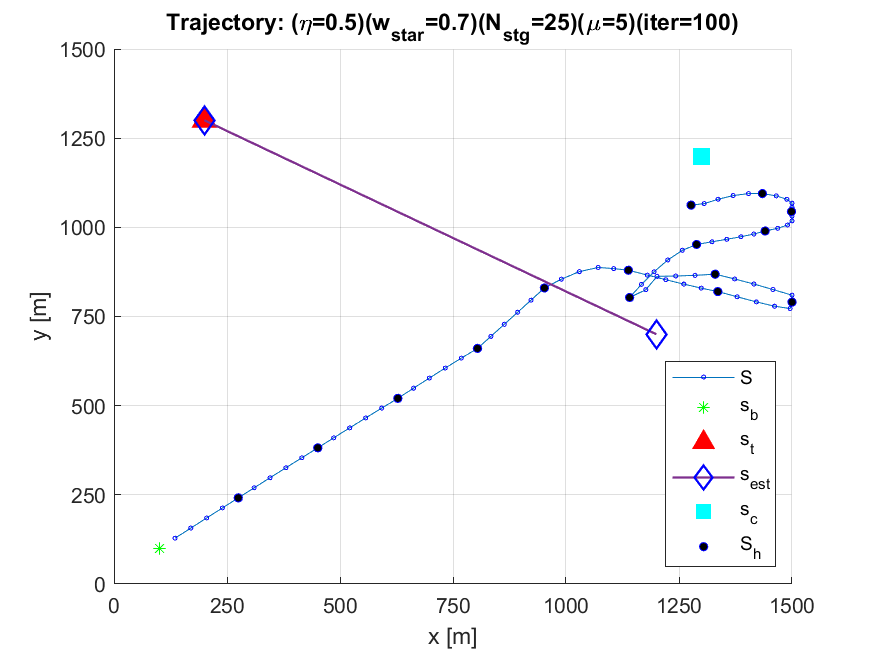 Trajectory: (η=0.5)(w_star=0.7)(N_stg=25)(μ=5)(iter=100)
1500
1250
1000
750
500
250
0
y [m]
0 250 500 750 1000 1250 1500
x [m]
S
s_b
s_t
s_est
s_c
S_h